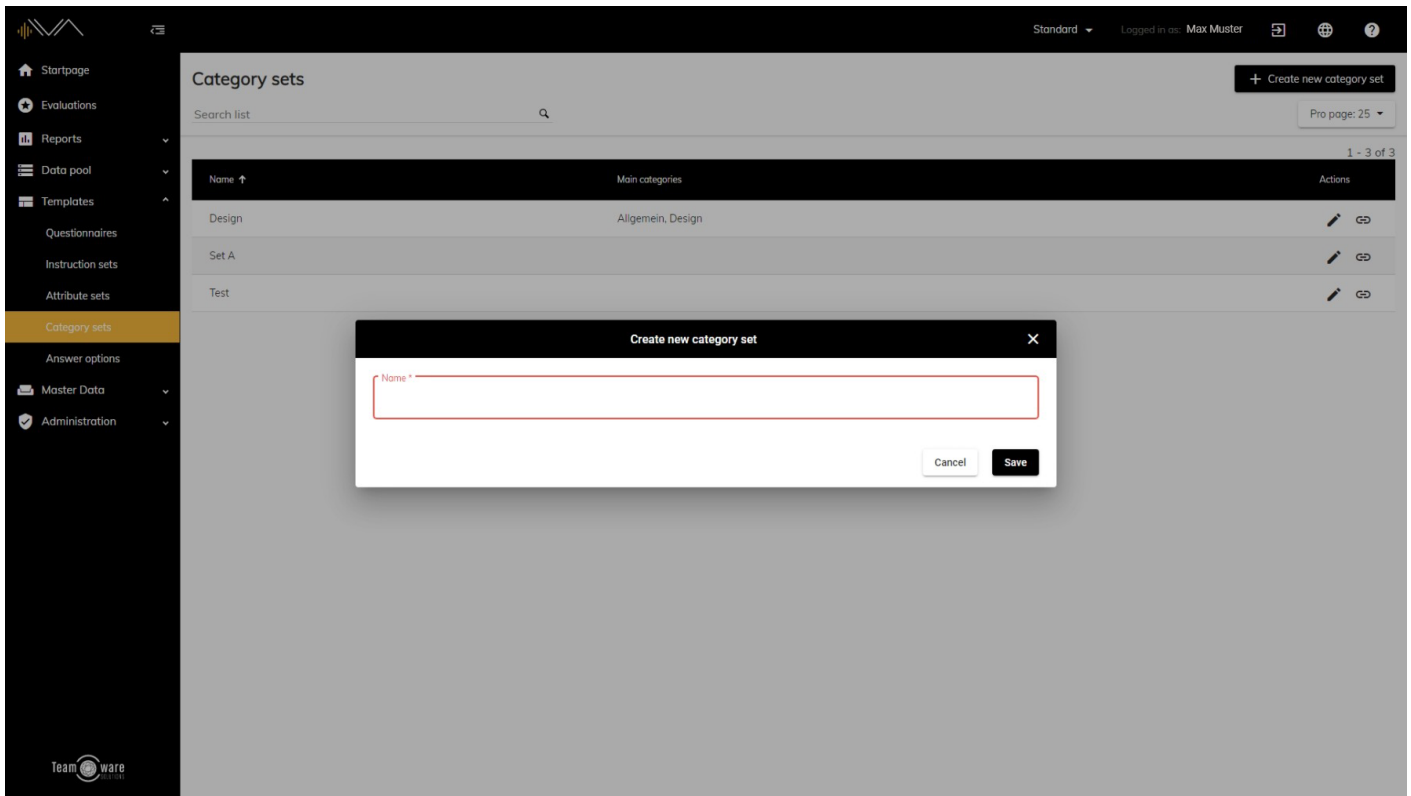 Standard
Logged in as: Max Muster
Startpage
Evaluations
Reports
Data pool
Templates
Questionnaires
Instruction sets
Attribute sets
Category sets
Answer options
Master Data
Administration
Team ware
SOLUTIONS
Category sets
+ Create new category set
Search list
Pro page: 25
1 - 3 of 3
Name ↑ Main categories Actions
Design Allgemein, Design
Set A
Test
Create new category set
Name *
Cancel Save